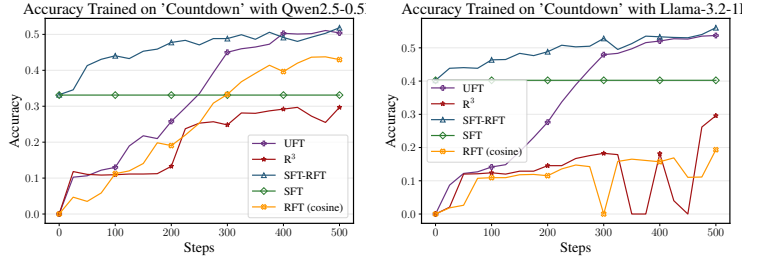 Accuracy Trained on 'Countdown' with Qwen2.5-0.5
0.5
0.4
0.3
0.2
0.1
0.0
Accuracy
UFT
R³
SFT-RFT
SFT
RFT (cosine)
0 100 200 300 400 500
Steps
Accuracy Trained on 'Countdown' with Llama-3.2-1
0.5
0.4
0.3
0.2
0.1
0.0
Accuracy
UFT
R³
SFT-RFT
SFT
RFT (cosine)
0 100 200 300 400 500
Steps